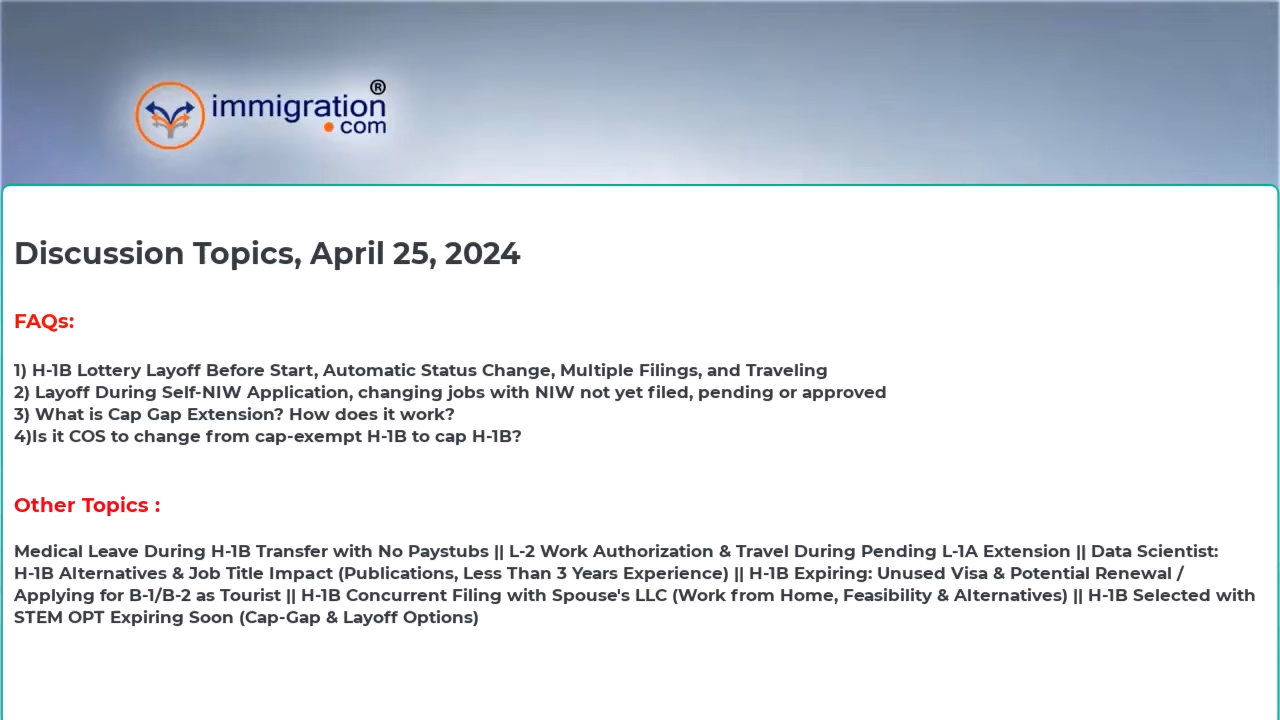 immigration®
.com
Discussion Topics, April 25, 2024
FAQs:
1) H-1B Lottery Layoff Before Start, Automatic Status Change, Multiple Filings, and Traveling
2) Layoff During Self-NIW Application, changing jobs with NIW not yet filed, pending or approved
3) What is Cap Gap Extension? How does it work?
4)Is it COS to change from cap-exempt H-1B to cap H-1B?
Other Topics :
Medical Leave During H-1B Transfer with No Paystubs || L-2 Work Authorization & Travel During Pending L-1A Extension || Data Scientist:
H-1B Alternatives & Job Title Impact (Publications, Less Than 3 Years Experience) || H-1B Expiring: Unused Visa & Potential Renewal /
Applying for B-1/B-2 as Tourist || H-1B Concurrent Filing with Spouse's LLC (Work from Home, Feasibility & Alternatives) || H-1B Selected with
STEM OPT Expiring Soon (Cap-Gap & Layoff Options)